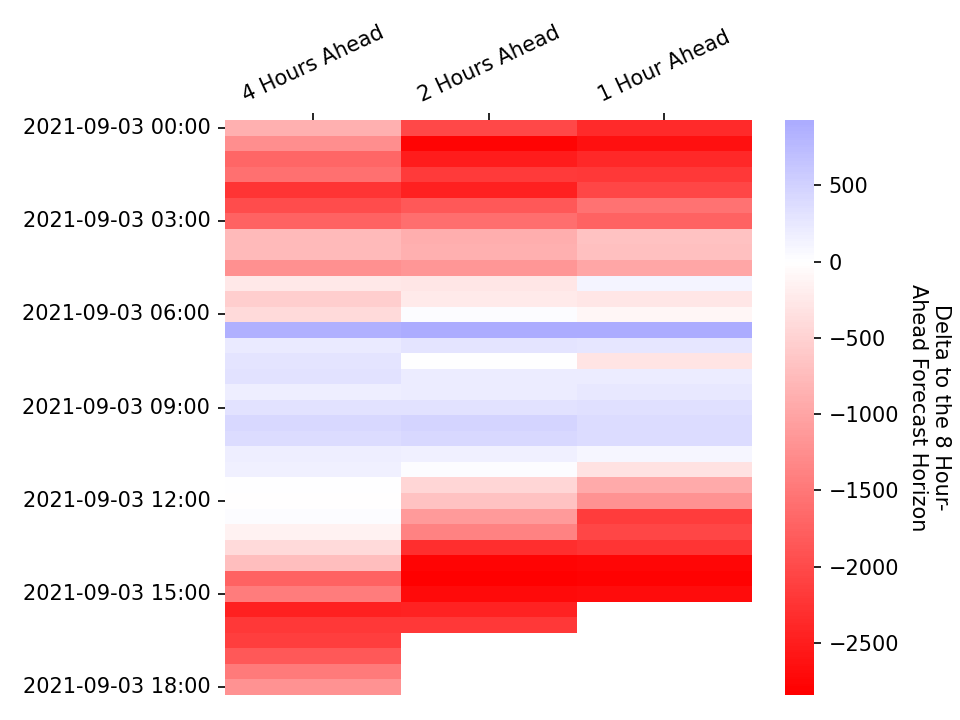 4 Hours Ahead
2 Hours Ahead
1 Hour Ahead
2021-09-03 00:00
2021-09-03 03:00
2021-09-03 06:00
2021-09-03 09:00
2021-09-03 12:00
2021-09-03 15:00
2021-09-03 18:00
500
0
−500
−1000
−1500
−2000
−2500
Delta to the 8 Hour-
Ahead Forecast Horizon